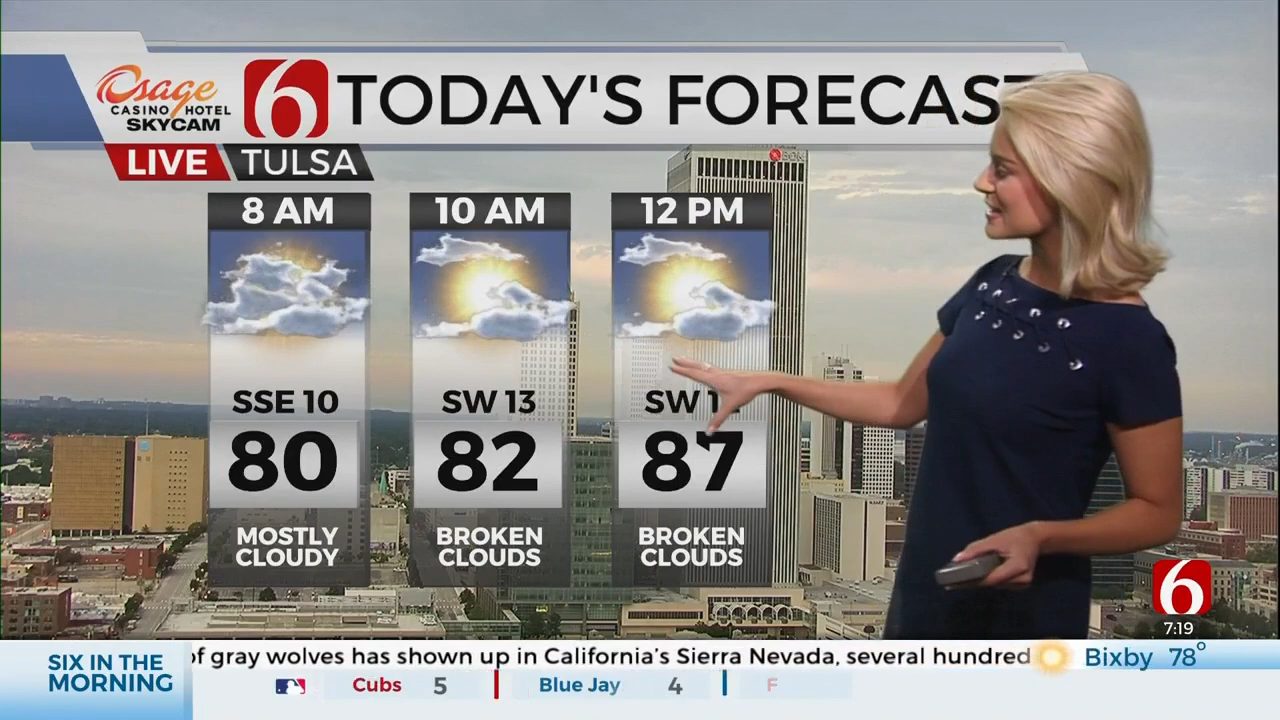 Osage
CASINO HOTEL
SKYCAM
6 TODAY'S FORECAST
LIVE TULSA
8 AM
10 AM
12 PM
SSE 10
SW 13
SW
80
82
87
MOSTLY
CLOUDY
BROKEN
CLOUDS
BROKEN
CLOUDS
6
7:19
SIX IN THE
MORNING
of gray wolves has shown up in California's Sierra Nevada, several hundred
Bixby 78°
Cubs 5
Blue Jay 4
F